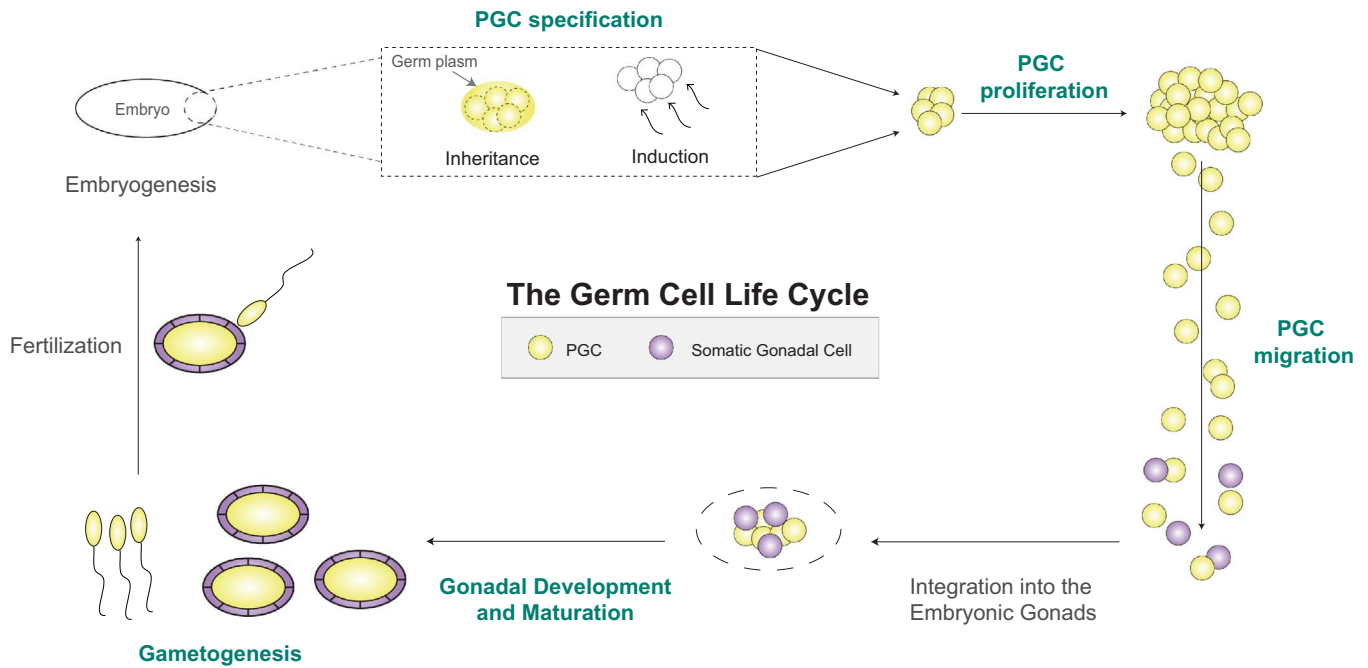 PGC specification
Germ plasm
Embryo
Inheritance
Induction
Embryogenesis
PGC
proliferation
The Germ Cell Life Cycle
PGC
Somatic Gonadal Cell
PGC
migration
Fertilization
Integration into the
Embryonic Gonads
Gonadal Development
and Maturation
Gametogenesis